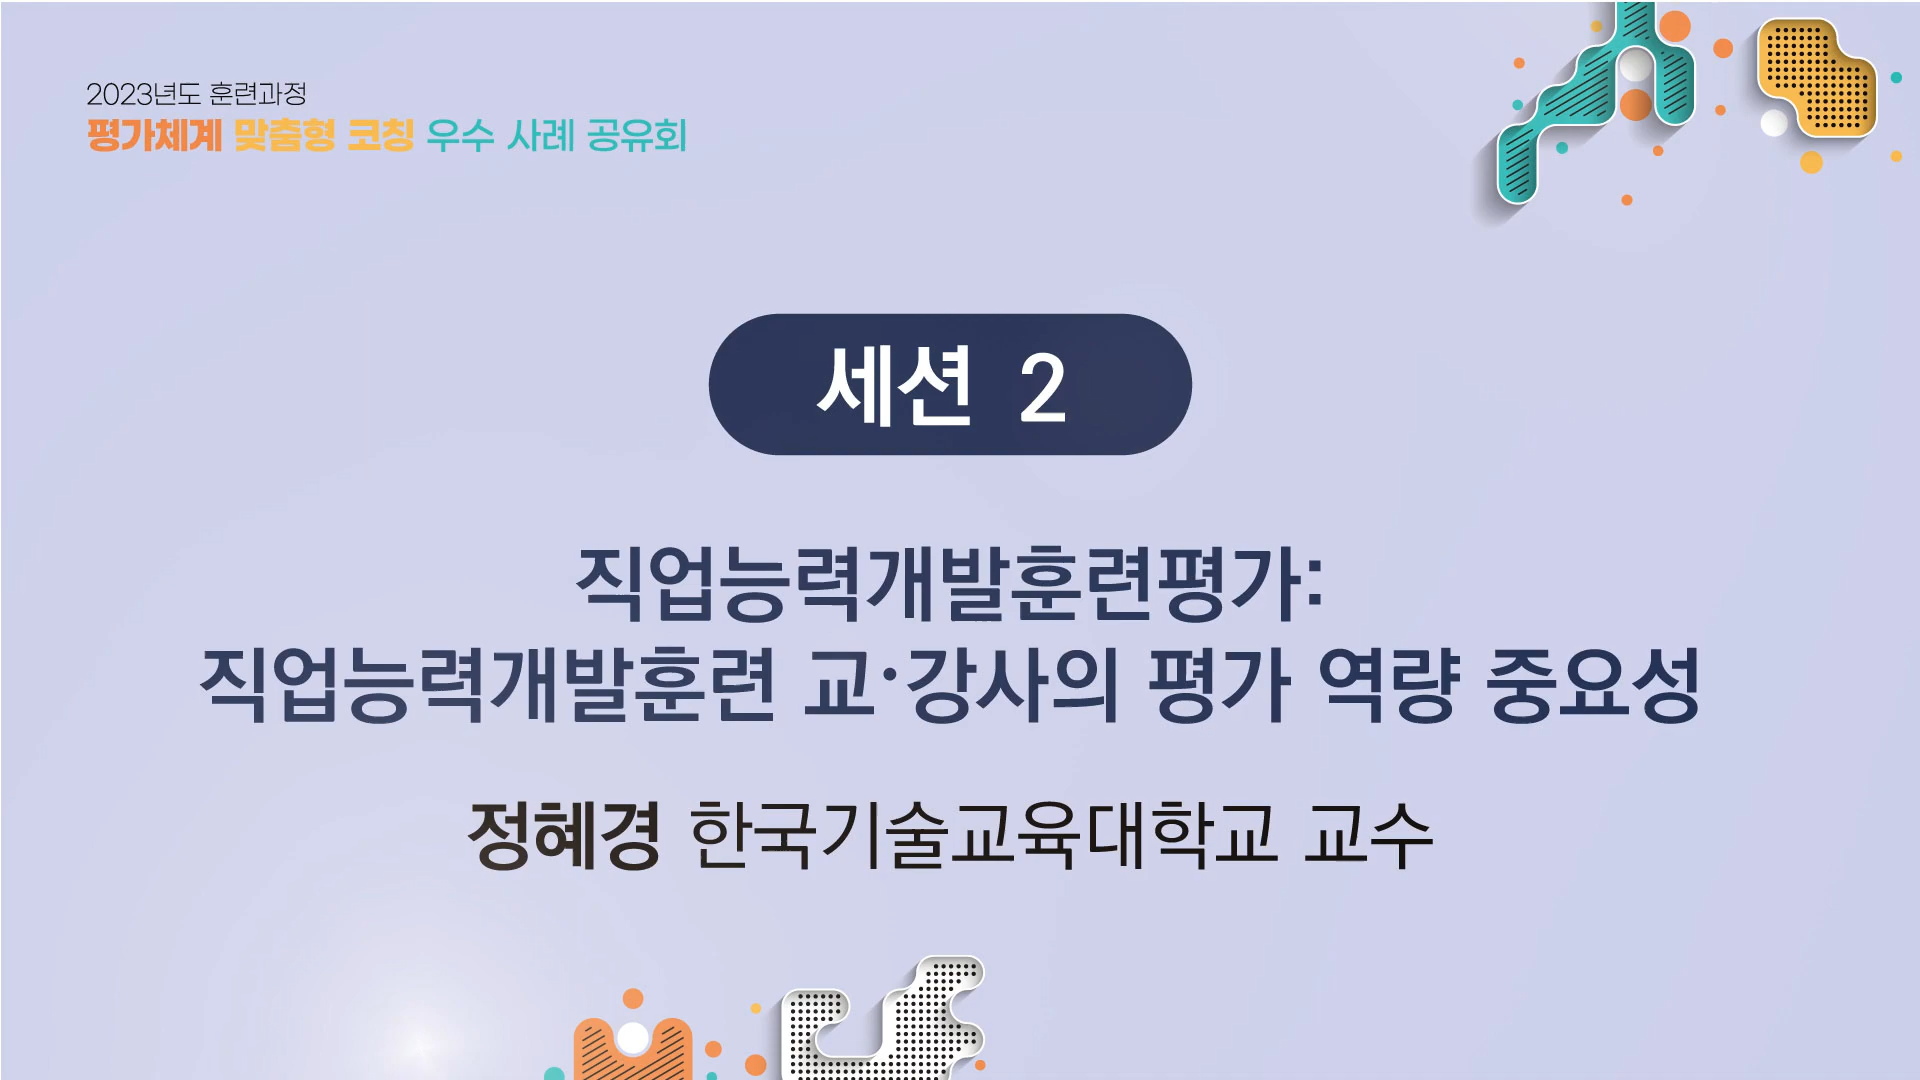 2023년도 훈련과정
평가체계 맞춤형 코칭 우수 사례 공유회
세션 2
직업능력개발훈련평가:
직업능력개발훈련 교·강사의 평가 역량 중요성
정혜경 한국기술교육대학교 교수